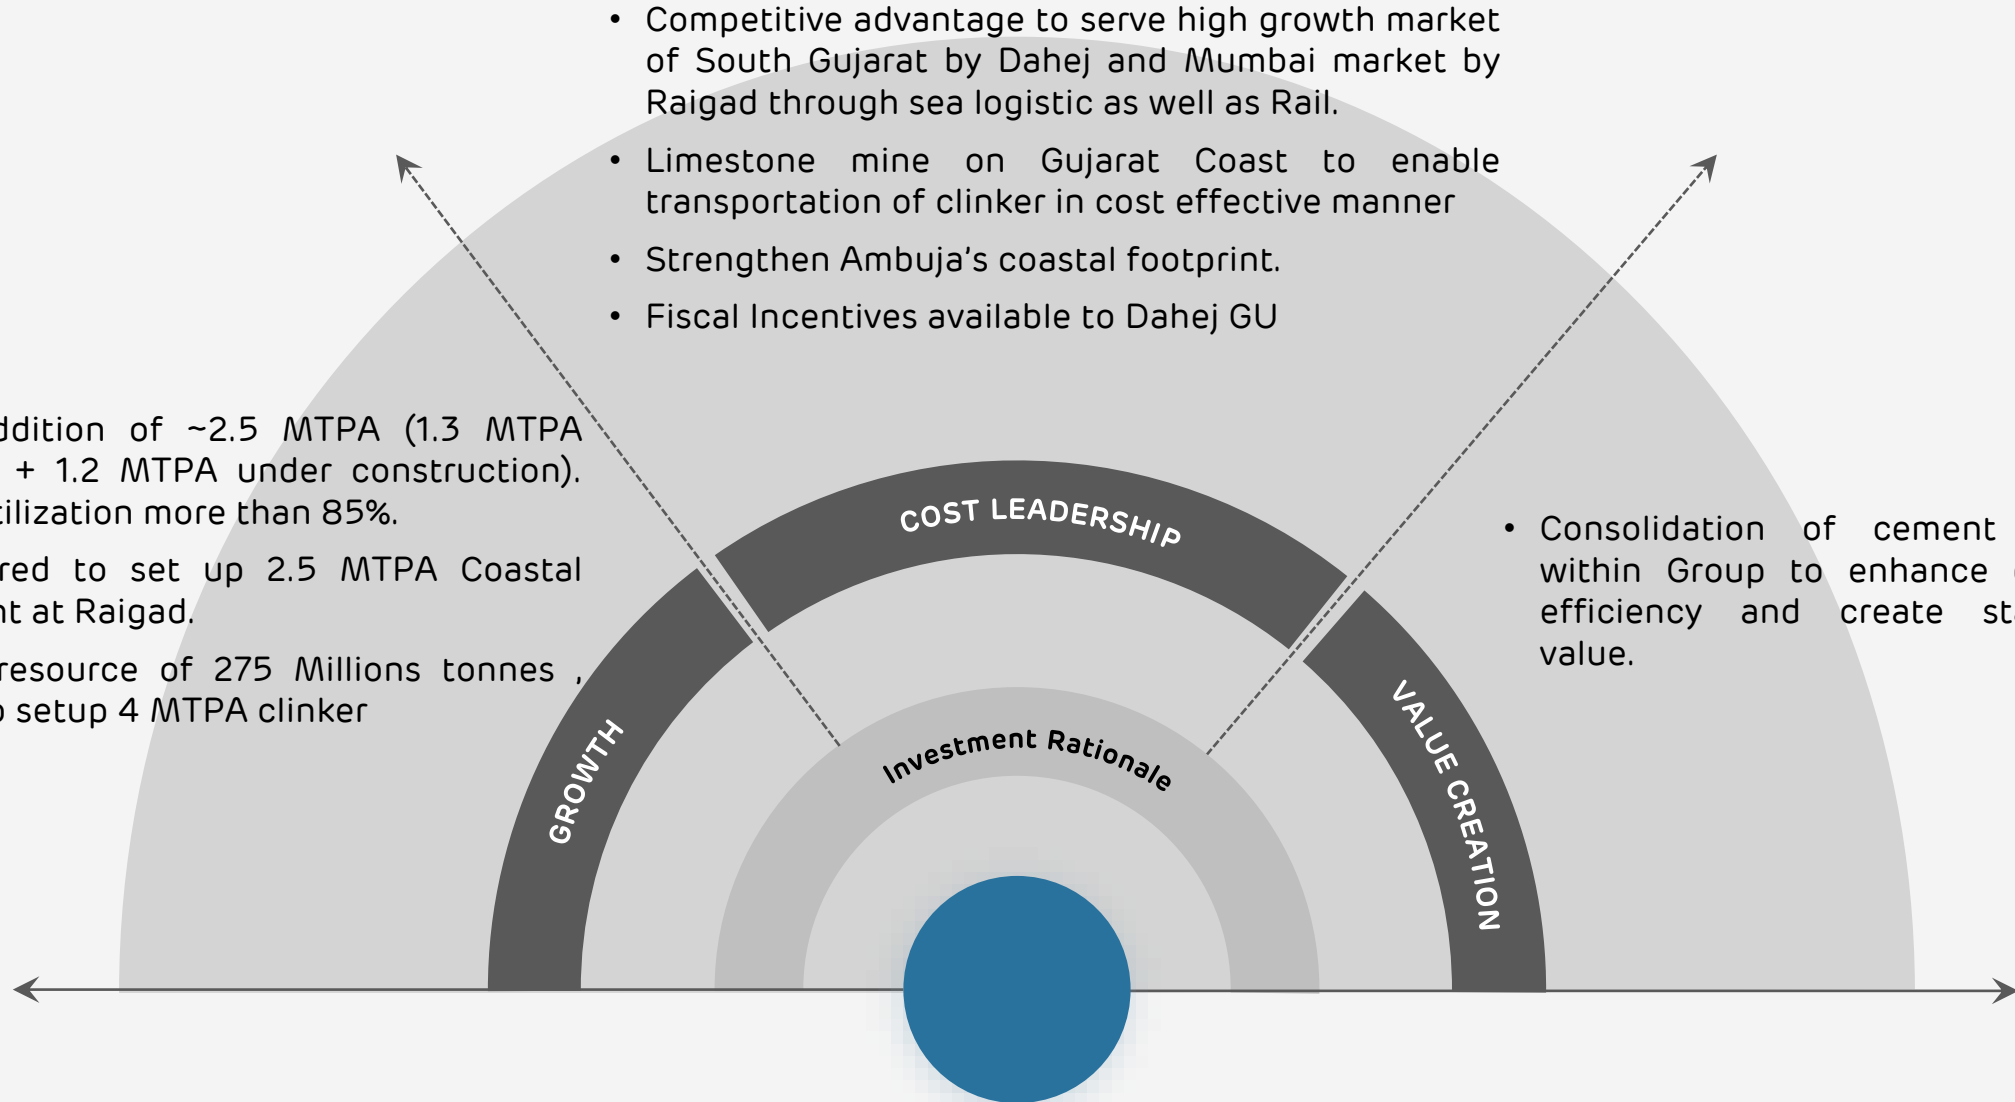 • Competitive advantage to serve high growth market
of South Gujarat by Dahej and Mumbai market by
Raigad through sea logistic as well as Rail.
• Limestone mine on Gujarat Coast to enable
transportation of clinker in cost effective manner
• Strengthen Ambuja's coastal footprint.
• Fiscal Incentives available to Dahej GU
of ~2.5 MTPA (1.3 MTPA
+ 1.2 MTPA under construction).
more than 85%.
to set up 2.5 MTPA Coastal
at Raigad.
resource of 275 Millions tonnes ,
setup 4 MTPA clinker
• Consolidation of cement
within Group to enhance
efficiency and create
value.
COST LEADERSHIP
GROWTH
VALUE CREATION
Investment Rationale